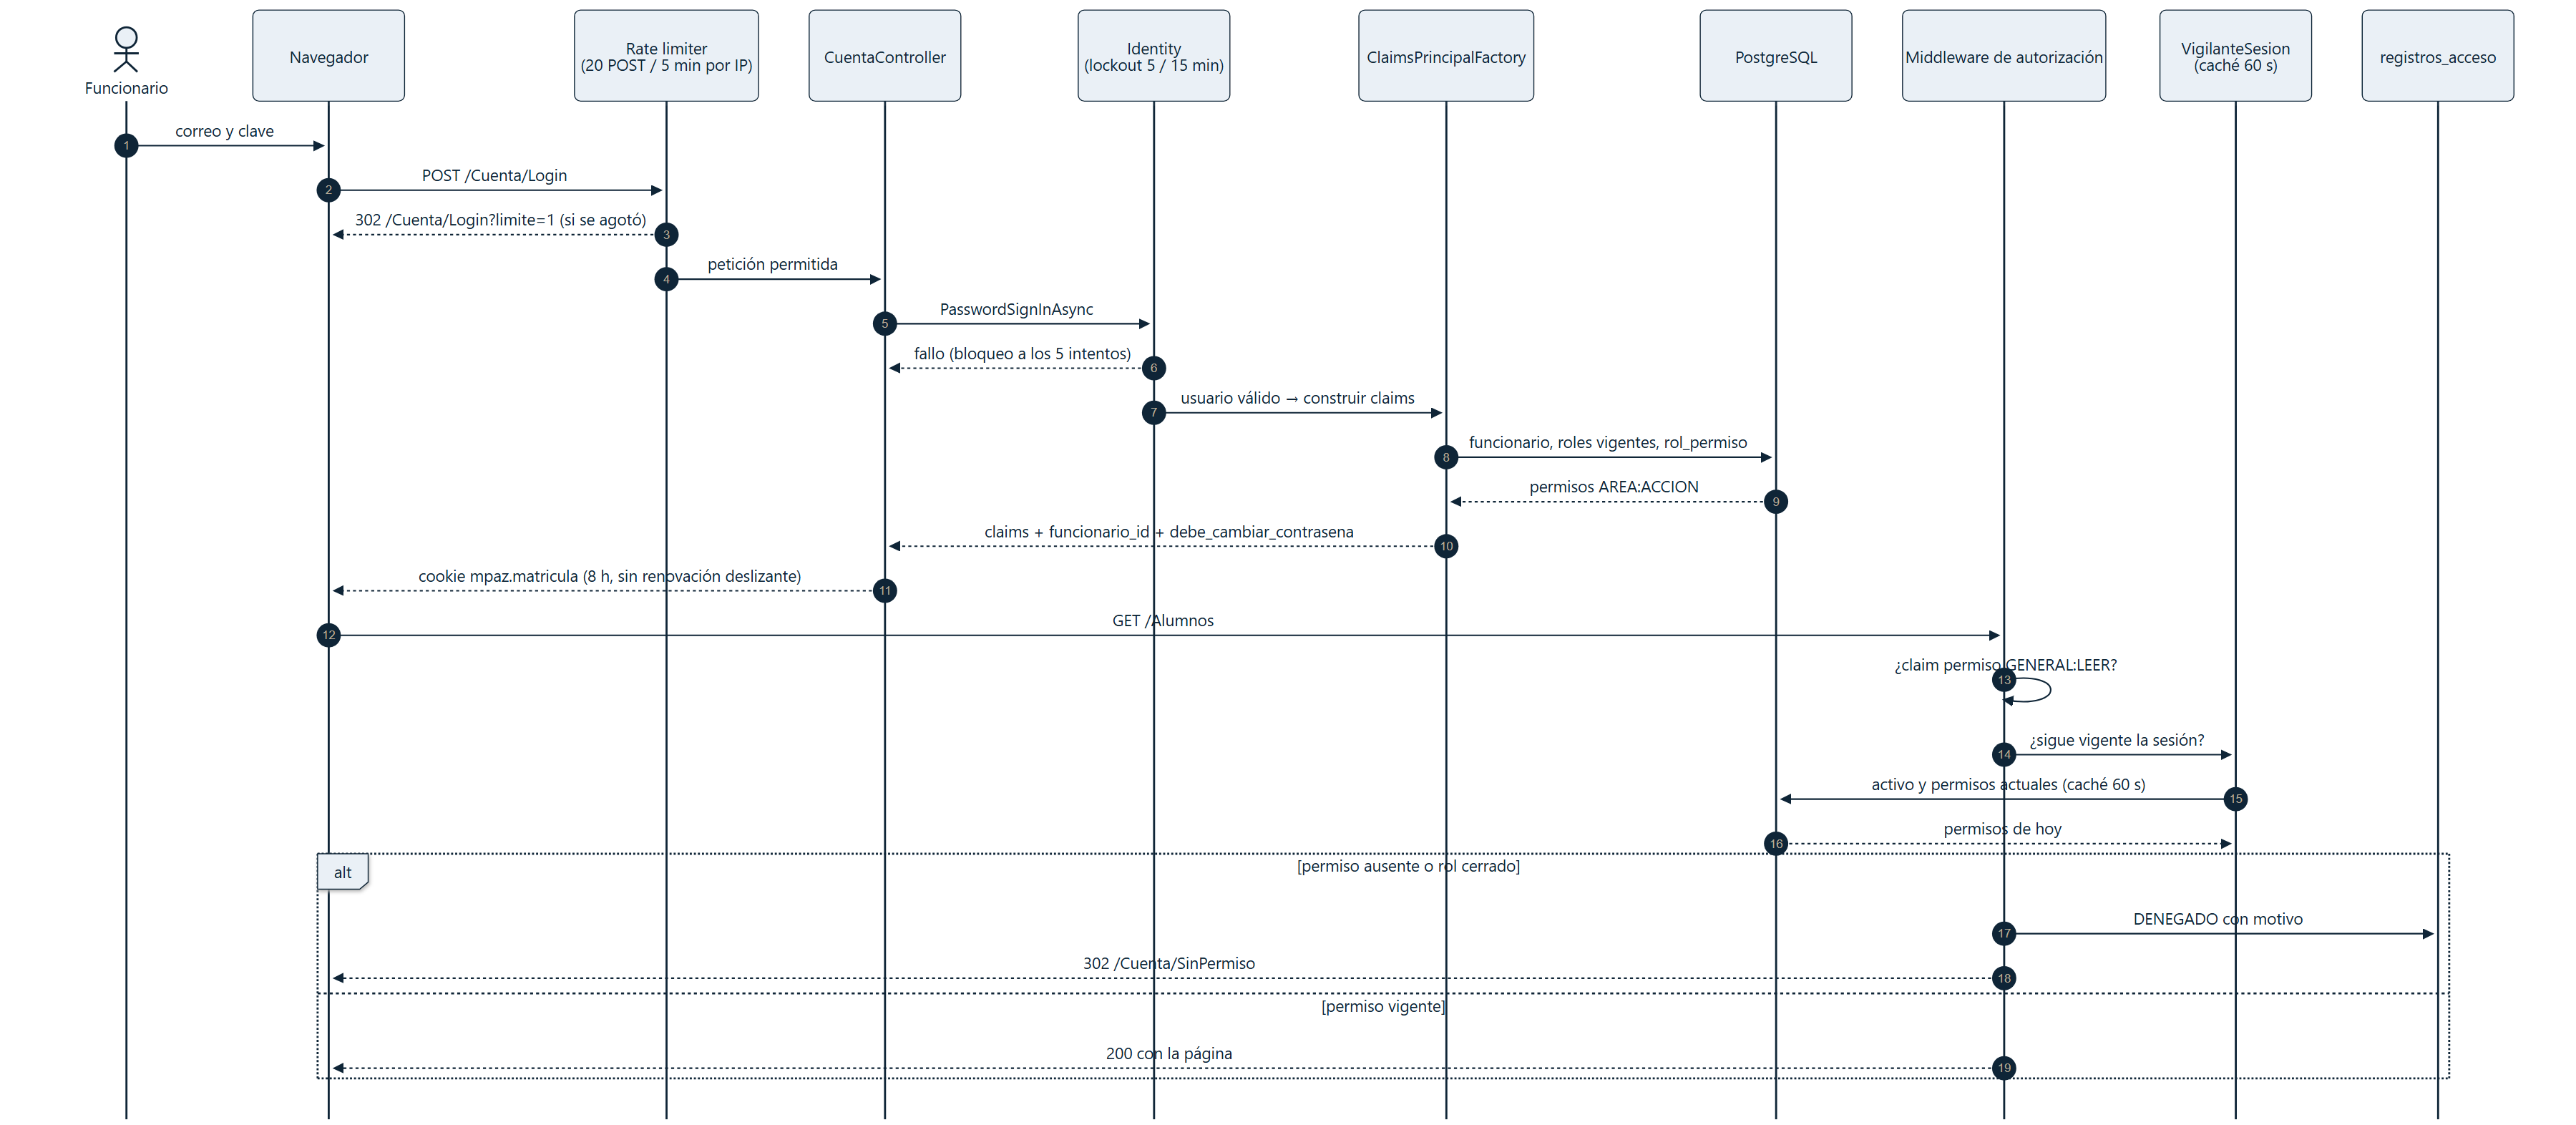 Funcionario
Navegador
Rate limiter
(20 POST / 5 min por IP)
CuentaController
Identity
(lockout 5 / 15 min)
ClaimsPrincipalFactory
PostgreSQL
Middleware de autorización
VigilanteSesion
(caché 60 s)
registros_acceso
correo y clave
1
POST /Cuenta/Login
2
302 /Cuenta/Login?limite=1 (si se agotó)
3
petición permitida
4
PasswordSignInAsync
5
fallo (bloqueo a los 5 intentos)
6
usuario válido → construir claims
7
funcionario, roles vigentes, rol_permiso
8
permisos AREA:ACCION
9
claims + funcionario_id + debe_cambiar_contrasena
10
cookie mpaz.matricula (8 h, sin renovación deslizante)
11
GET /Alumnos
12
¿claim permiso GENERAL:LEER?
13
¿sigue vigente la sesión?
14
activo y permisos actuales (caché 60 s)
15
permisos de hoy
16
alt
[permiso ausente o rol cerrado]
DENEGADO con motivo
17
302 /Cuenta/SinPermiso
18
[permiso vigente]
200 con la página
19